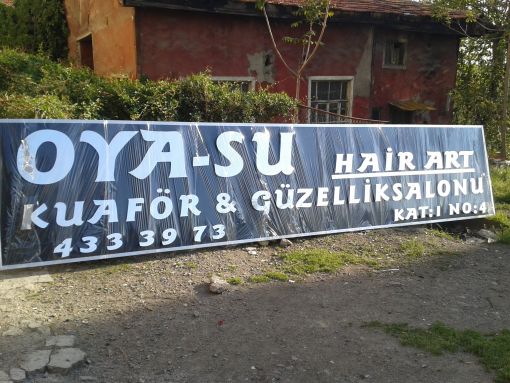 OYA-SU HAİR ART
KUAFÖR & GÜZELLİKSALONU
433 39 73 KAT:1 NO:4